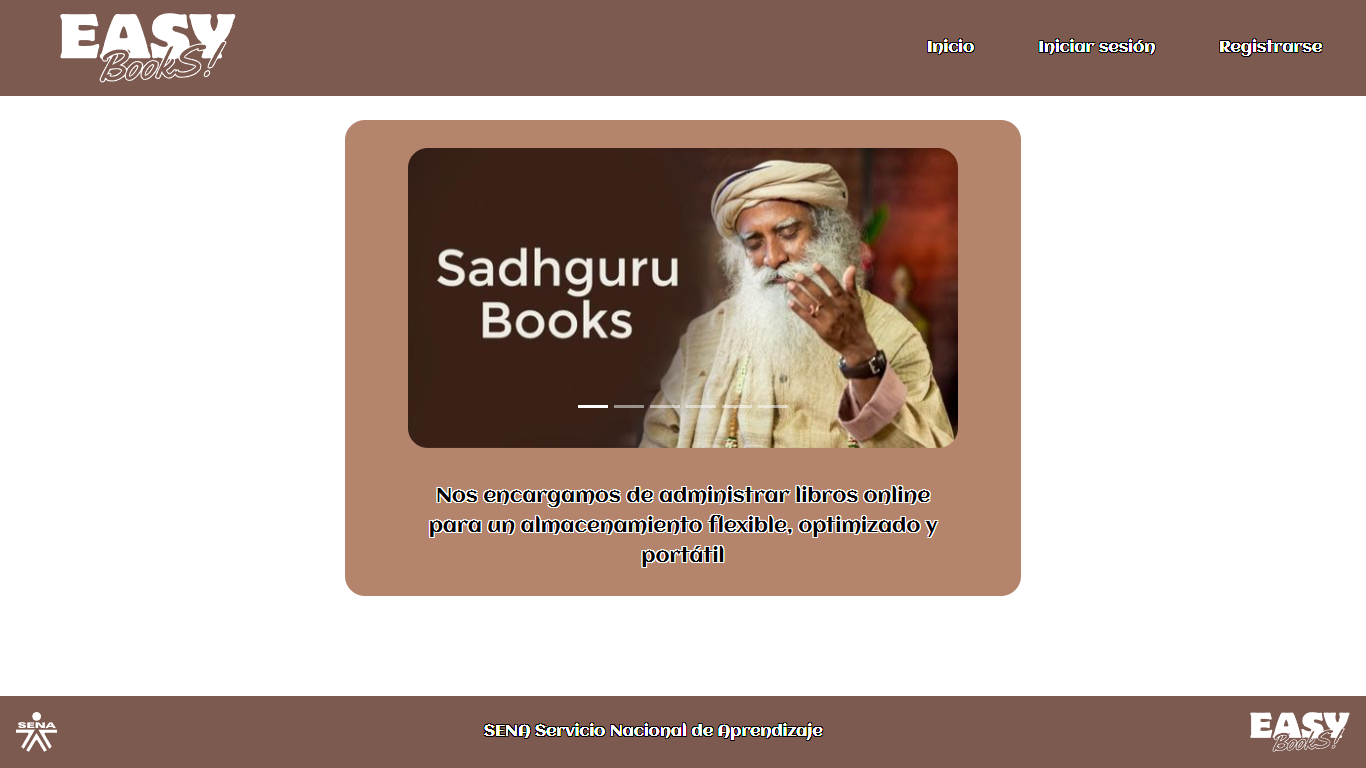 EASY
BookS!
Inicio
Iniciar sesión
Registrarse
Sadhguru
Books
Nos encargamos de administrar libros online
para un almacenamiento flexible, optimizado y
portátil
SENA
SENA Servicio Nacional de Aprendizaje
EASY
BookS!